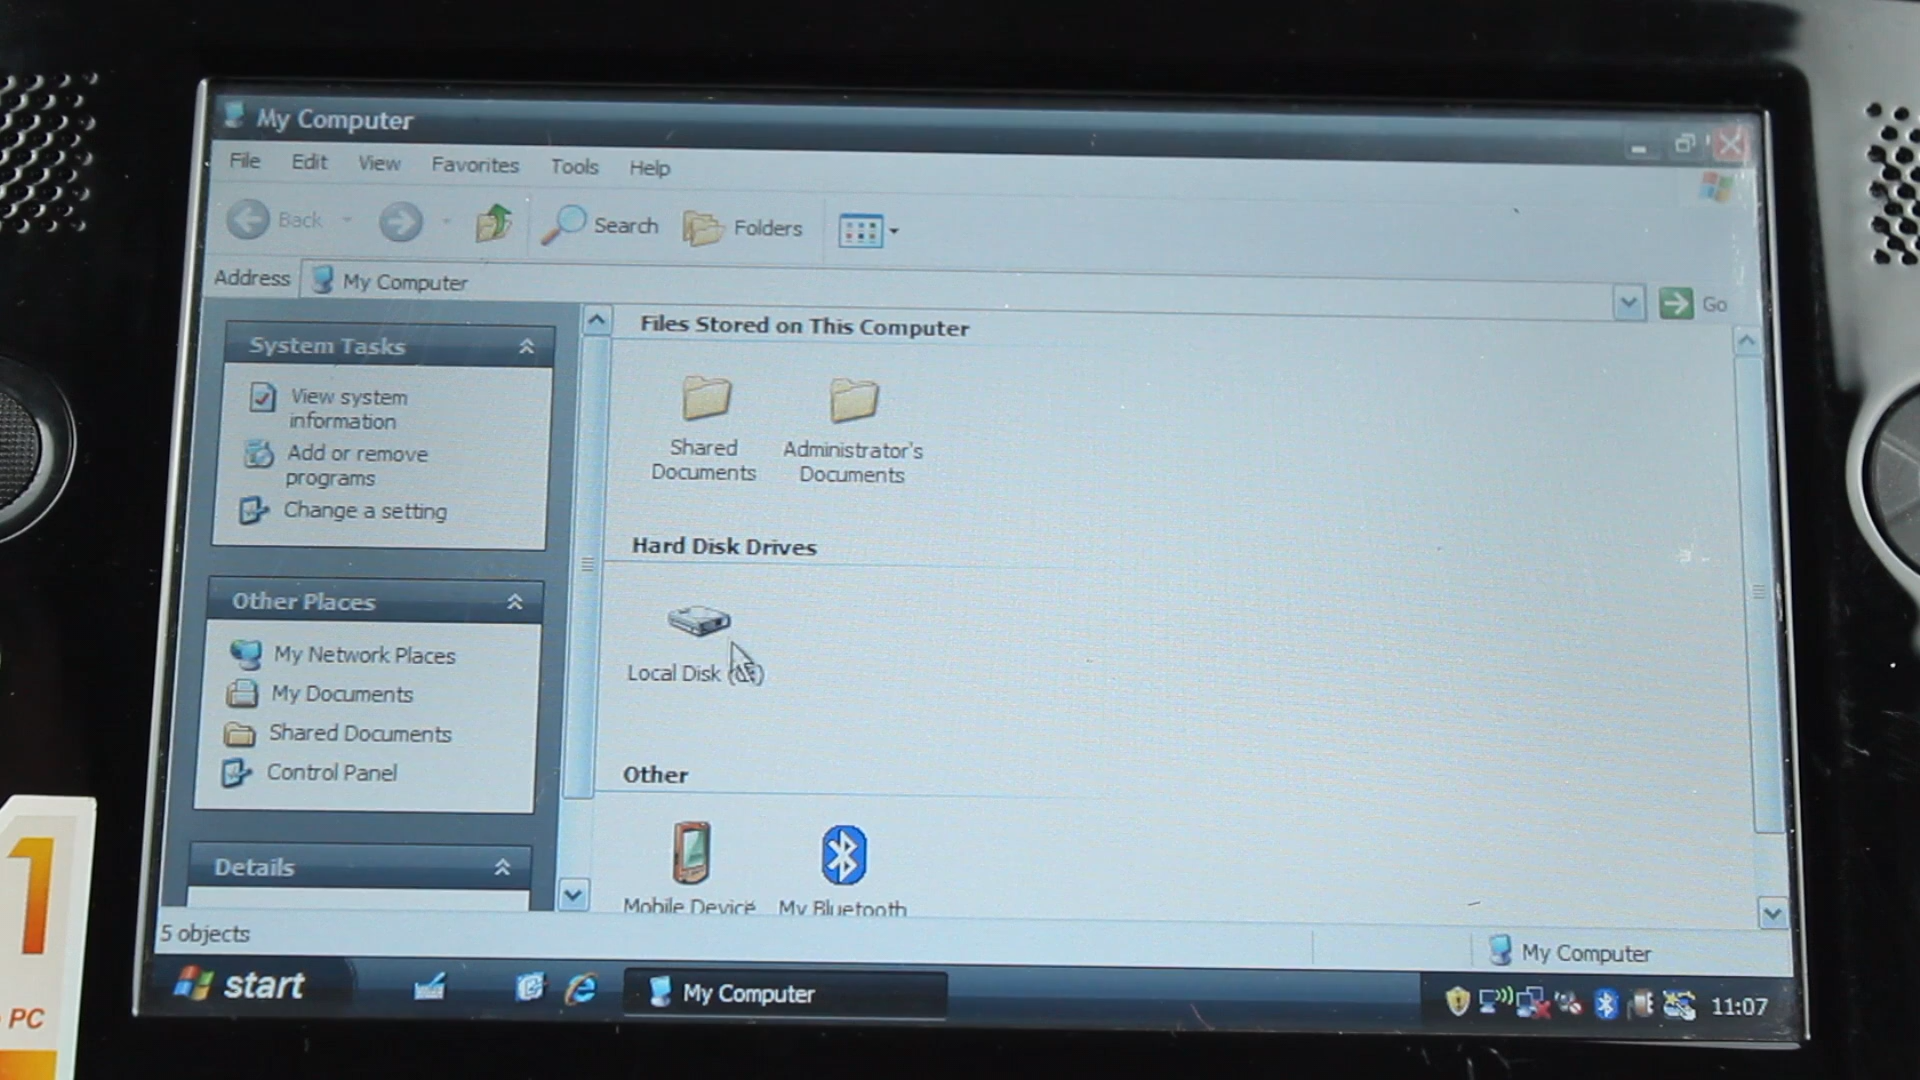 My Computer
File Edit View Favorites Tools Help
Back Search Folders
Address My Computer Go
System Tasks
View system
information
Add or remove
programs
Change a setting
Other Places
My Network Places
My Documents
Shared Documents
Control Panel
Details
Files Stored on This Computer
Shared
Documents
Administrator's
Documents
Hard Disk Drives
Local Disk
Other
Mobile Device My Bluetooth
5 objects
My Computer
start My Computer 11:07
1
PC